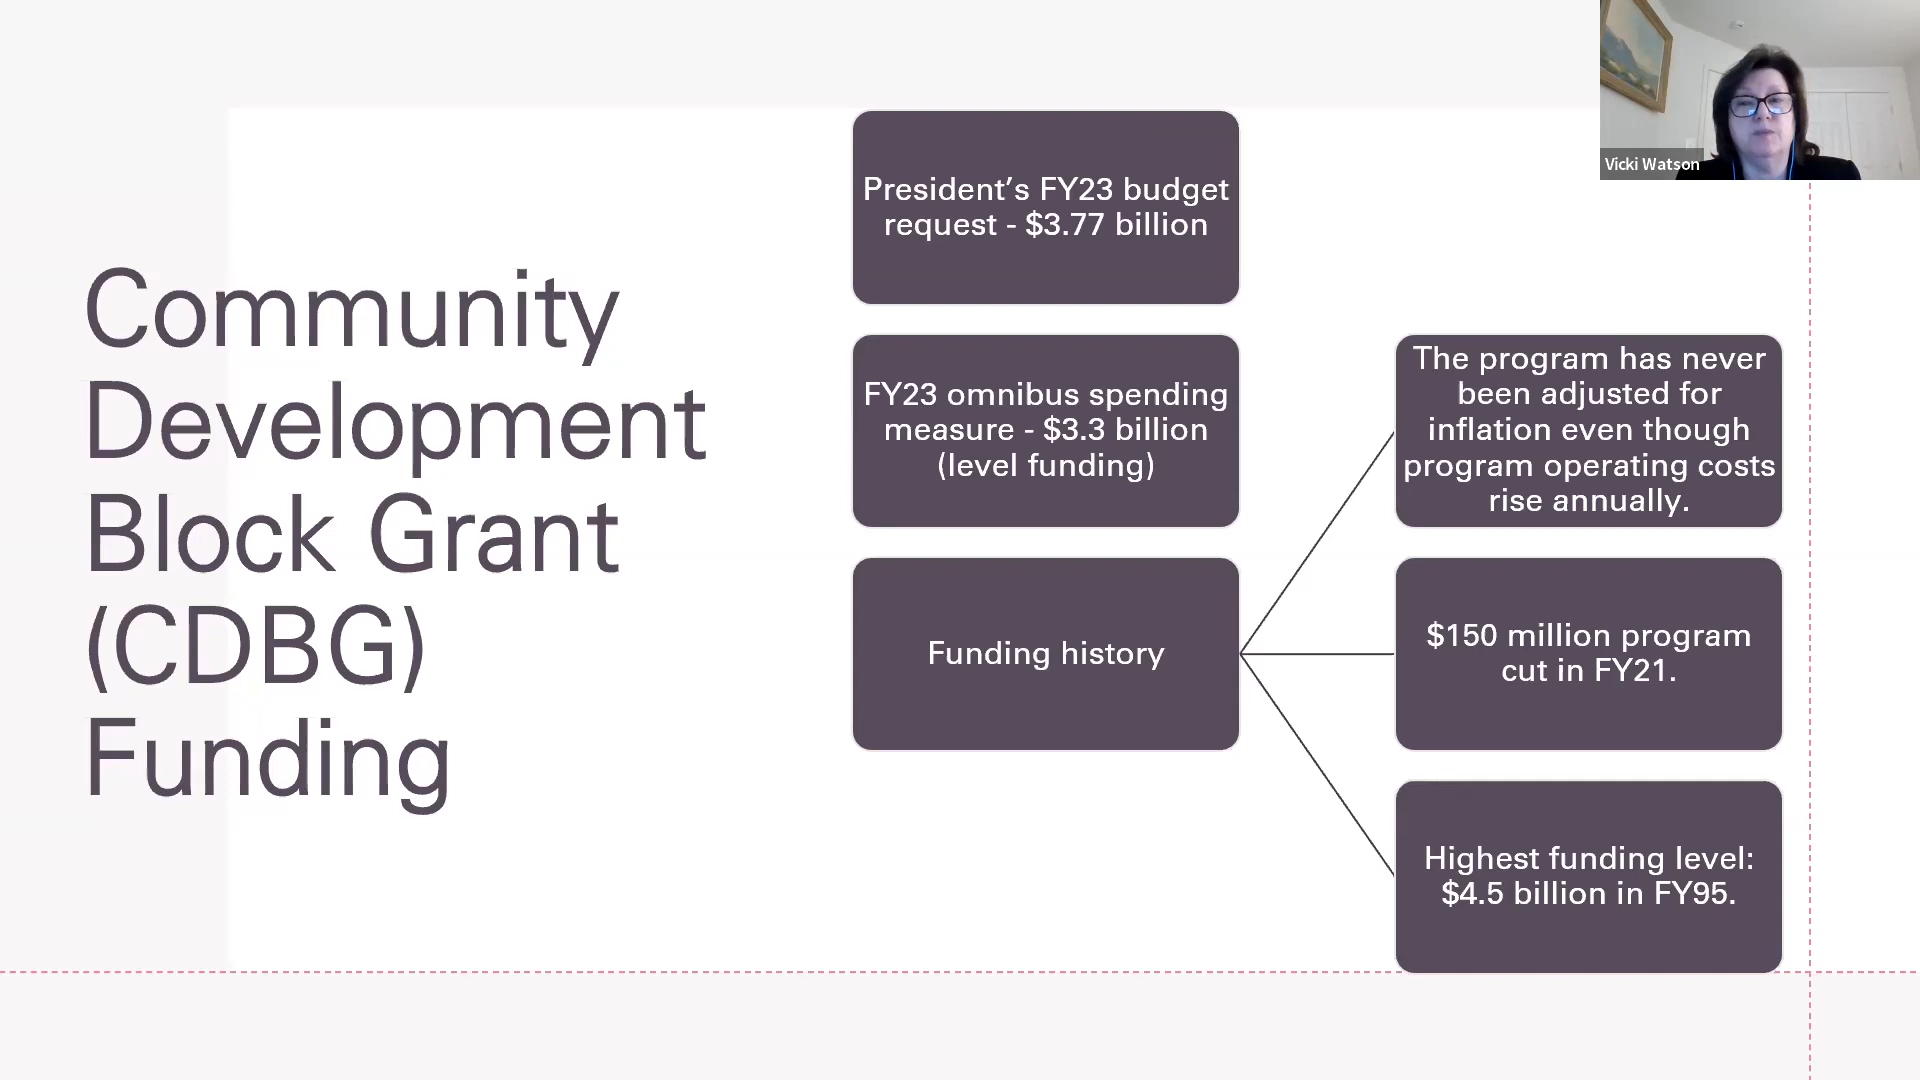 Community
Development
Block Grant
(CDBG)
Funding
President’s FY23 budget
request - $3.77 billion
FY23 omnibus spending
measure - $3.3 billion
(level funding)
Funding history
The program has never
been adjusted for
inflation even though
program operating costs
rise annually.
$150 million program
cut in FY21.
Highest funding level:
$4.5 billion in FY95.
Vicki Watson